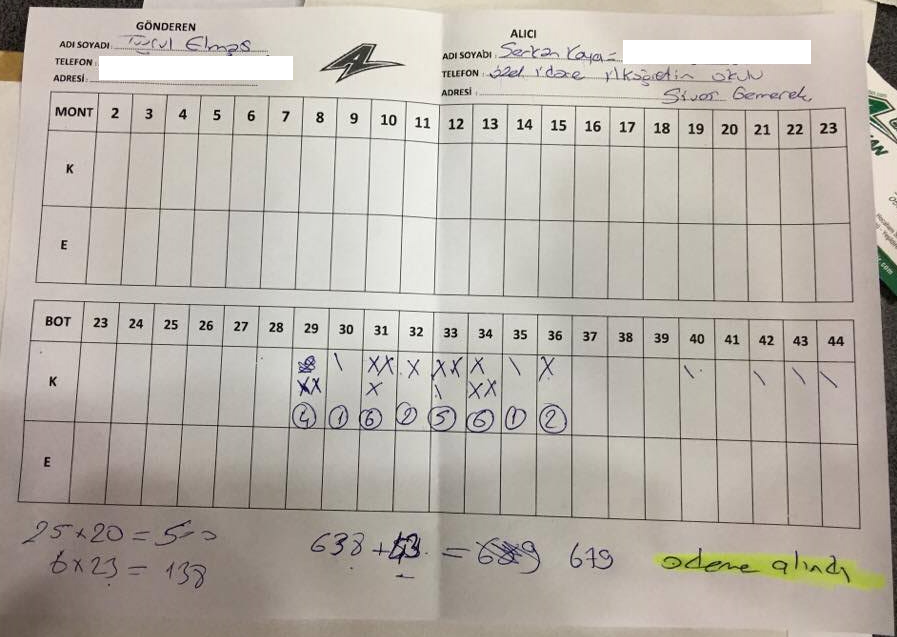 GÖNDEREN
ADI SOYADI: Elmas
TELEFON :
ADRESİ :
ALICI
ADI SOYADI : Serkan Kaya =
TELEFON : özel idare ilköğretim okulu
ADRESİ : Sivas Gemerek
MONT 2 3 4 5 6 7 8 9 10 11 12 13 14 15 16 17 18 19 20 21 22 23
K
E
BOT 23 24 25 26 27 28 29 30 31 32 33 34 35 36 37 38 39 40 41 42 43 44
K \ XX X XX X \ X \ \ \ \
XX X \ XX
4 1 6 2 5 6 1 2
E
25 x 20 = 500
6 x 23 = 138
638 + = 679
ödeme alındı